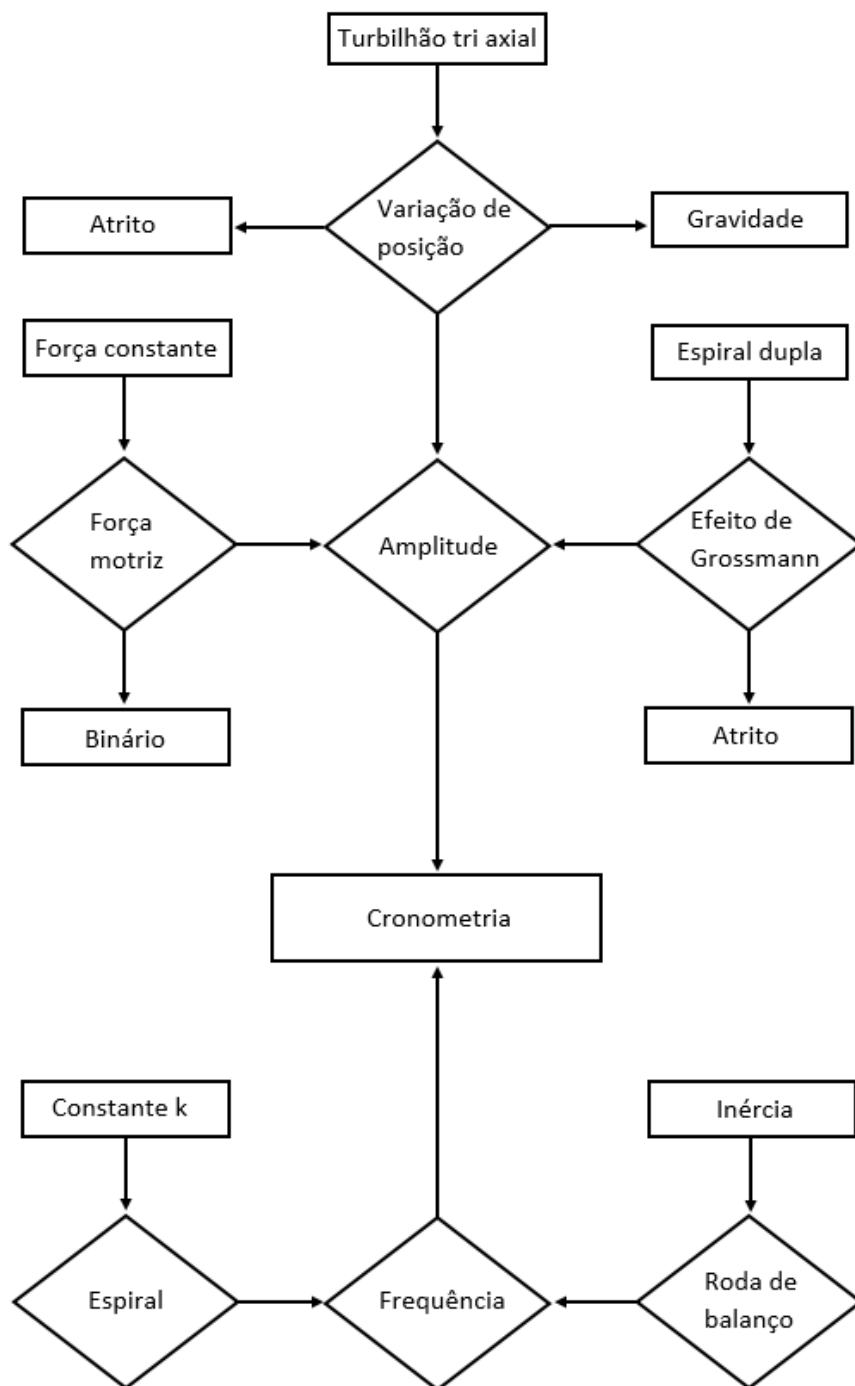 Turbilhão tri axial
Atrito
Variação de
posição
Gravidade
Força constante
Espiral dupla
Força
motriz
Amplitude
Efeito de
Grossmann
Binário
Atrito
Cronometria
Constante k
Inércia
Espiral
Frequência
Roda de
balanço